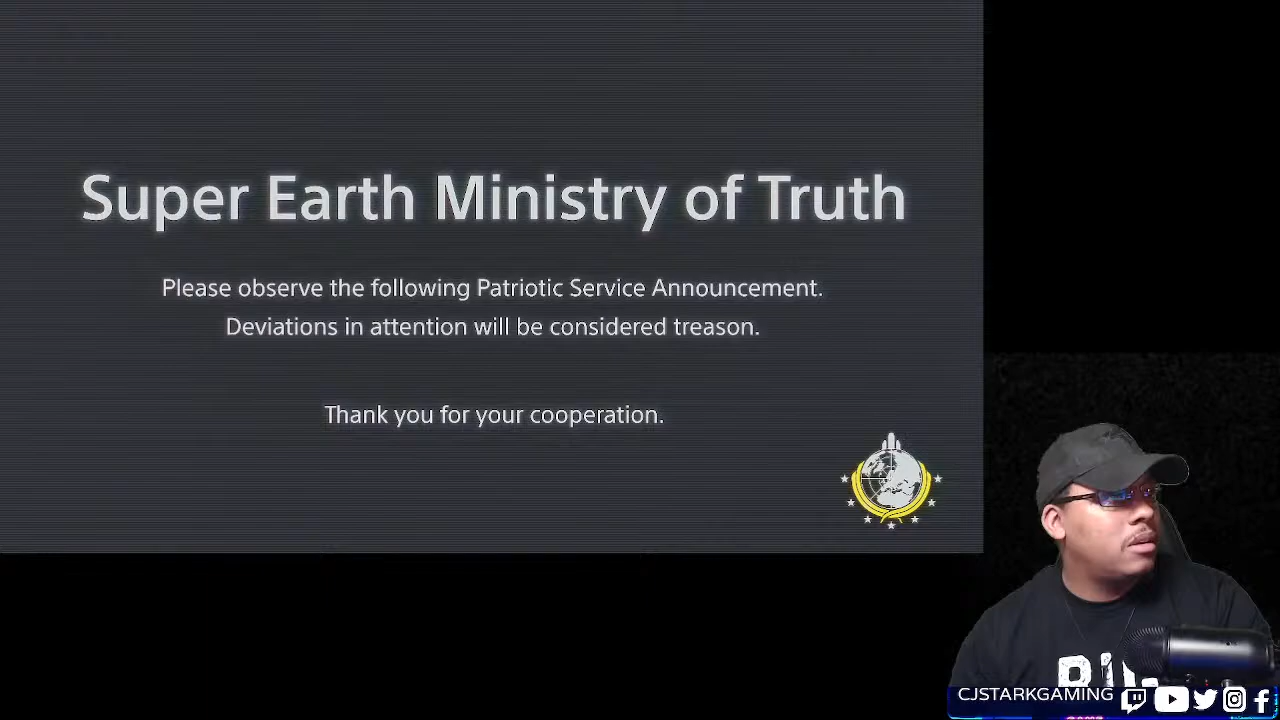 Super Earth Ministry of Truth
Please observe the following Patriotic Service Announcement.
Deviations in attention will be considered treason.
Thank you for your cooperation.
CJSTARKGAMING